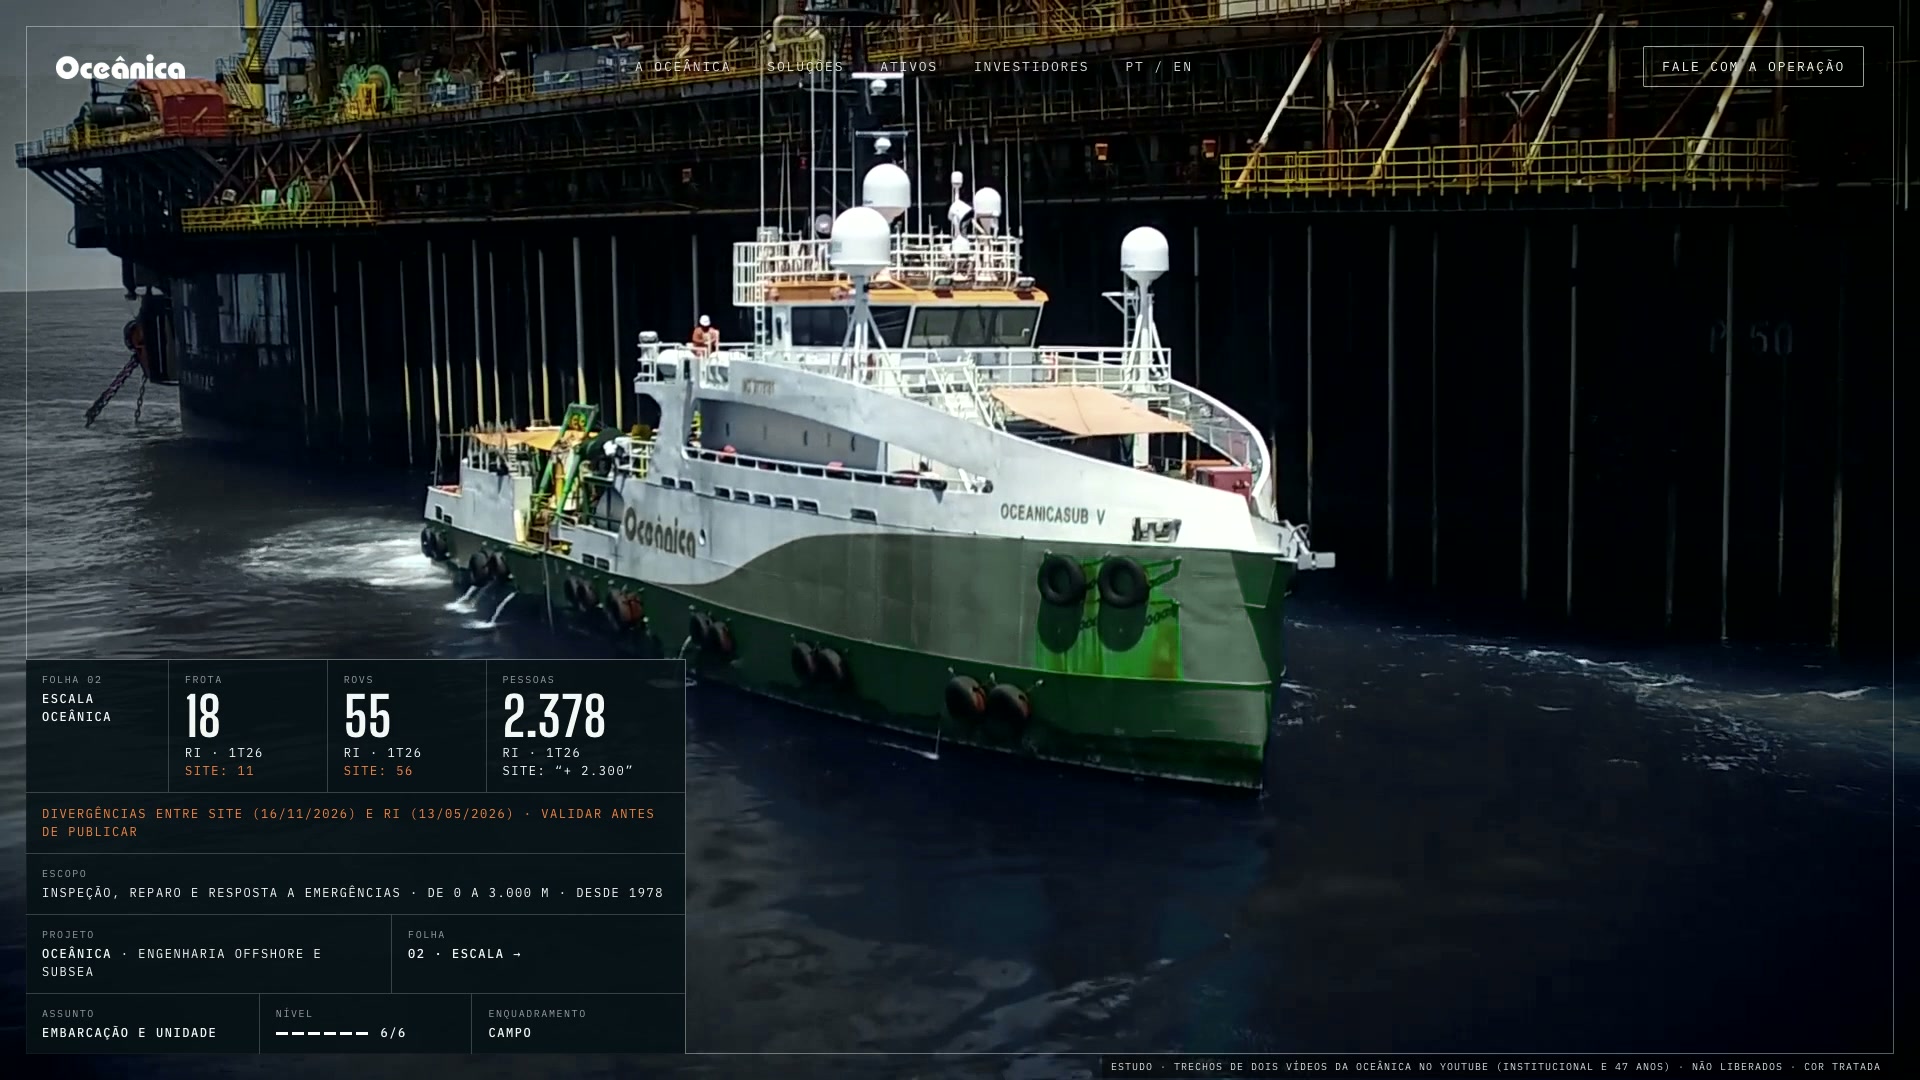 Oceânica
A OCEÂNICA SOLUÇÕES ATIVOS INVESTIDORES PT / EN
FALE COM A OPERAÇÃO
P 50
OCEANICASUB V
Oceânica
FOLHA 02
ESCALA
OCEÂNICA
FROTA
18
RI · 1T26
SITE: 11
ROVS
55
RI · 1T26
SITE: 56
PESSOAS
2.378
RI · 1T26
SITE: “+ 2.300”
DIVERGÊNCIAS ENTRE SITE (16/11/2026) E RI (13/05/2026) · VALIDAR ANTES
DE PUBLICAR
ESCOPO
INSPEÇÃO, REPARO E RESPOSTA A EMERGÊNCIAS · DE 0 A 3.000 M · DESDE 1978
PROJETO
OCEÂNICA · ENGENHARIA OFFSHORE E
SUBSEA
FOLHA
02 · ESCALA →
ASSUNTO
EMBARCAÇÃO E UNIDADE
NÍVEL
6/6
ENQUADRAMENTO
CAMPO
ESTUDO · TRECHOS DE DOIS VÍDEOS DA OCEÂNICA NO YOUTUBE (INSTITUCIONAL E 47 ANOS) · NÃO LIBERADOS · COR TRATADA